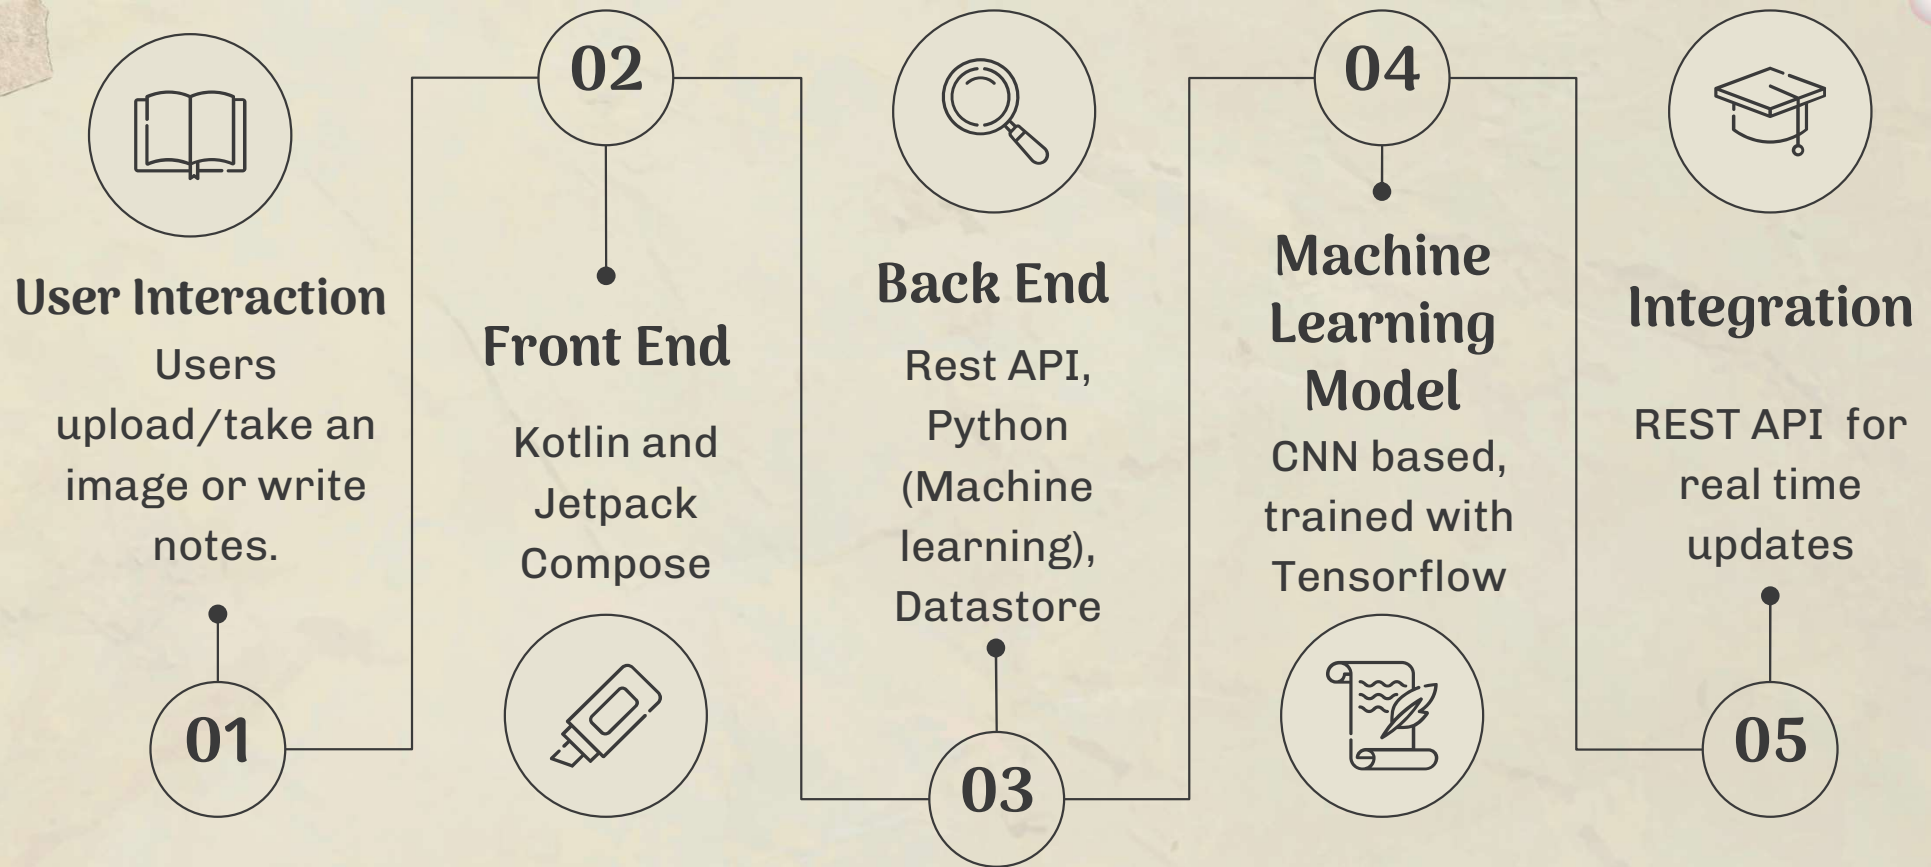 User Interaction
Users
upload/take an
image or write
notes.
01
02
Front End
Kotlin and
Jetpack
Compose
Back End
Rest API,
Python
(Machine
learning),
Datastore
03
04
Machine
Learning
Model
CNN based,
trained with
Tensorflow
Integration
REST API  for
real time
updates
05